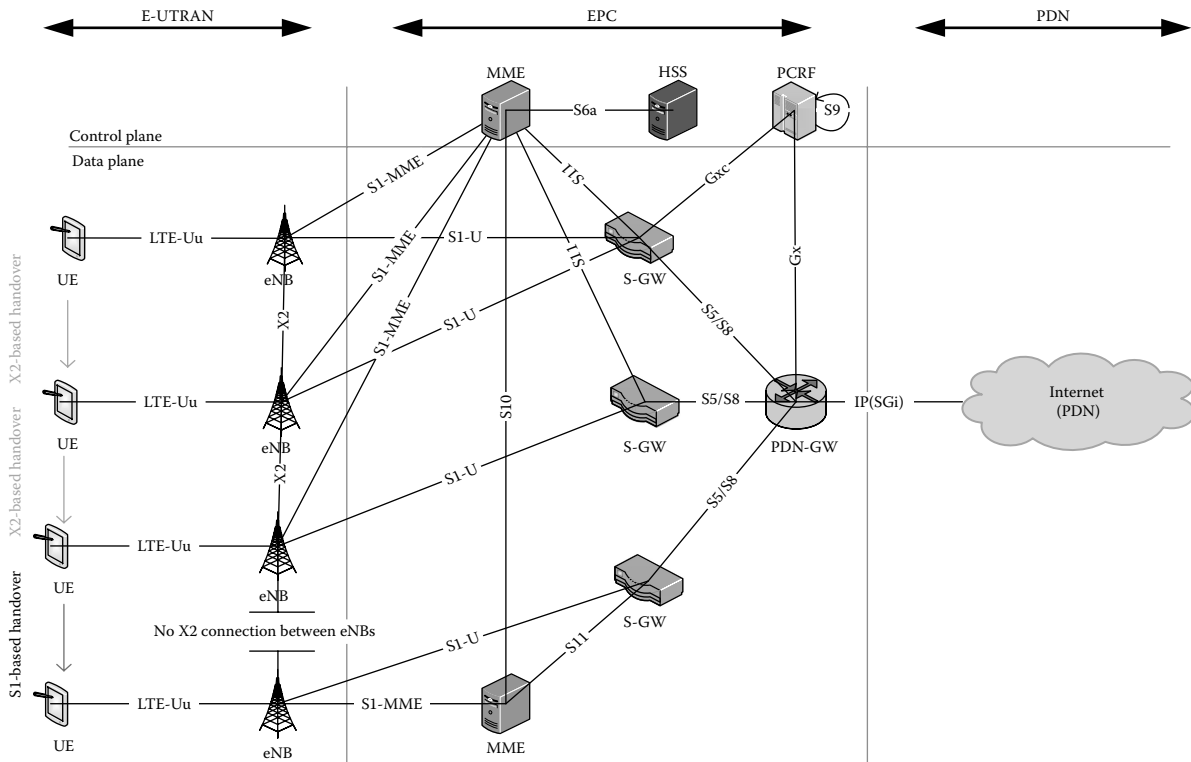 E-UTRAN
EPC
PDN
MME
HSS
PCRF
S6a
S9
Control plane
Data plane
S1-MME
S11
Gxc
UE
LTE-Uu
eNB
S1-U
S-GW
X2-based handover
X2
S1-MME
S11
Gx
S1-U
S5/S8
S1-MME
UE
LTE-Uu
eNB
S10
S-GW
S5/S8
PDN-GW
IP(SGi)
Internet
(PDN)
X2-based handover
X2
S1-U
S5/S8
UE
LTE-Uu
eNB
S-GW
S1-based handover
No X2 connection between eNBs
S1-U
S11
UE
LTE-Uu
eNB
S1-MME
MME